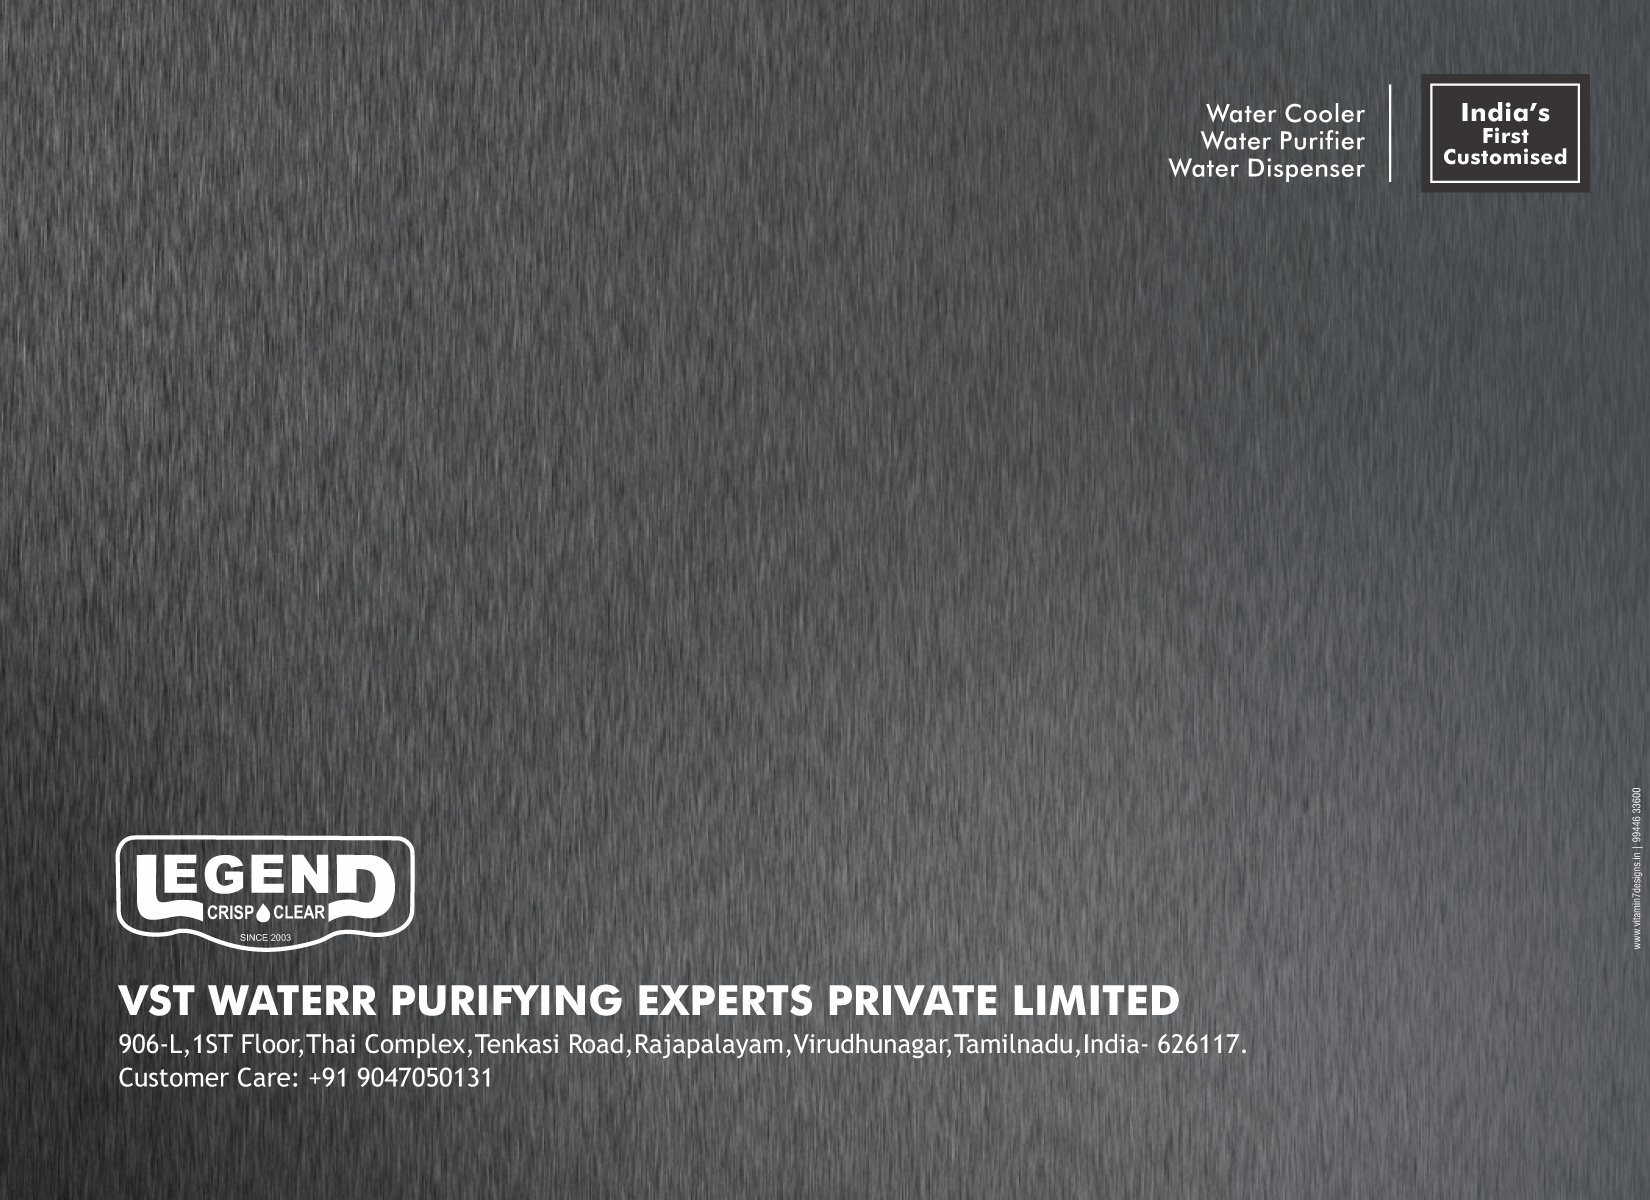 Water Cooler
Water Purifier
Water Dispenser
India's
First
Customised
www.vitamin7designs.in | 99446 33600
LEGEND
CRISP CLEAR
SINCE 2003
VST WATERR PURIFYING EXPERTS PRIVATE LIMITED
906-L,1ST Floor,Thai Complex,Tenkasi Road,Rajapalayam,Virudhunagar,Tamilnadu,India- 626117.
Customer Care: +91 9047050131